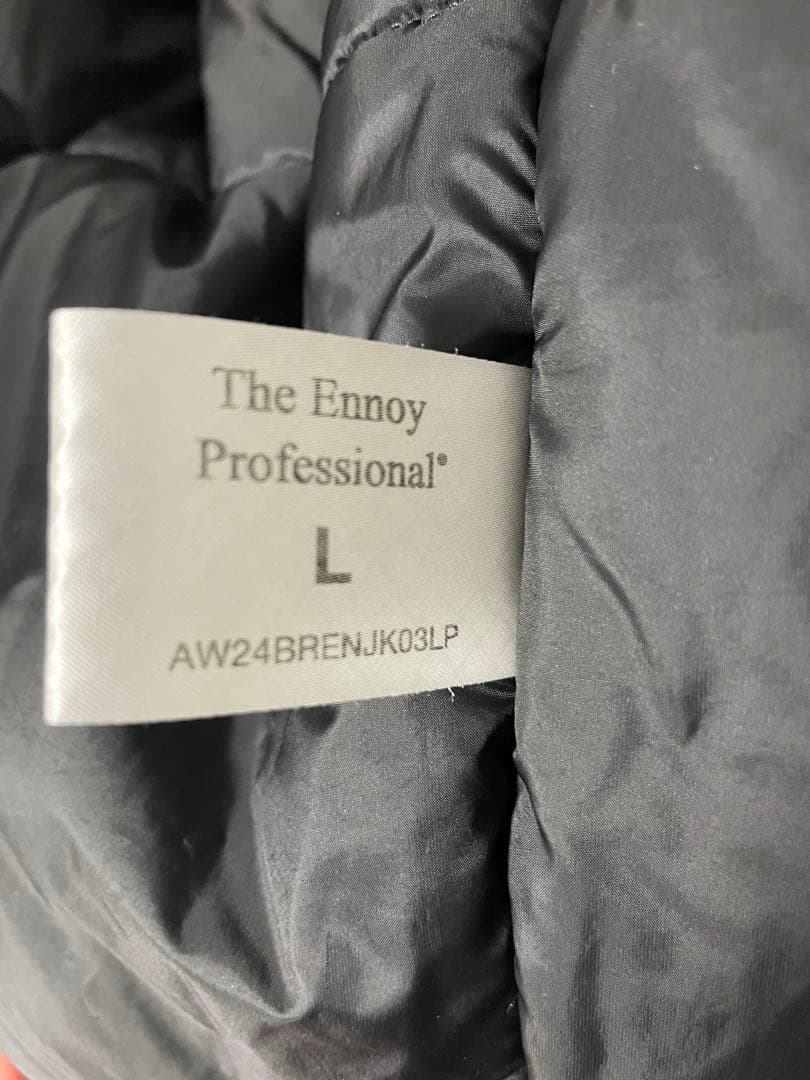 The Ennoy
Professional®
L
AW24BRENJK03LP